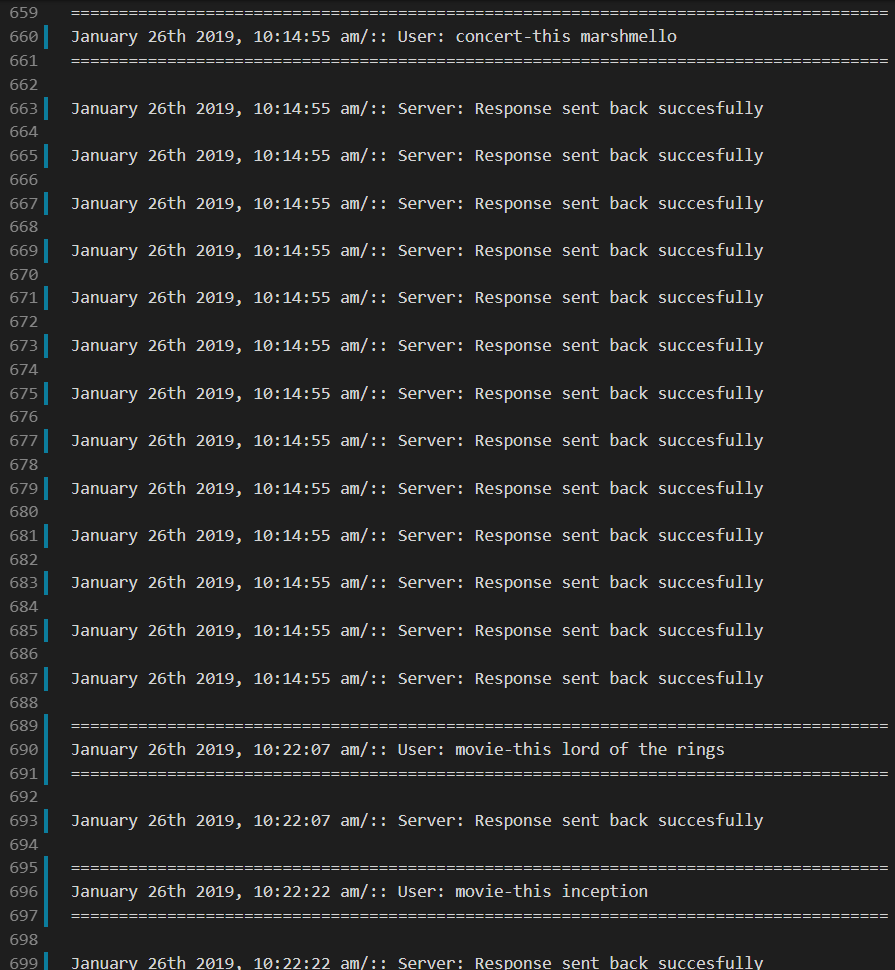 659 =====================================================================================
660 January 26th 2019, 10:14:55 am/:: User: concert-this marshmello
661 =====================================================================================
662
663 January 26th 2019, 10:14:55 am/:: Server: Response sent back succesfully
664
665 January 26th 2019, 10:14:55 am/:: Server: Response sent back succesfully
666
667 January 26th 2019, 10:14:55 am/:: Server: Response sent back succesfully
668
669 January 26th 2019, 10:14:55 am/:: Server: Response sent back succesfully
670
671 January 26th 2019, 10:14:55 am/:: Server: Response sent back succesfully
672
673 January 26th 2019, 10:14:55 am/:: Server: Response sent back succesfully
674
675 January 26th 2019, 10:14:55 am/:: Server: Response sent back succesfully
676
677 January 26th 2019, 10:14:55 am/:: Server: Response sent back succesfully
678
679 January 26th 2019, 10:14:55 am/:: Server: Response sent back succesfully
680
681 January 26th 2019, 10:14:55 am/:: Server: Response sent back succesfully
682
683 January 26th 2019, 10:14:55 am/:: Server: Response sent back succesfully
684
685 January 26th 2019, 10:14:55 am/:: Server: Response sent back succesfully
686
687 January 26th 2019, 10:14:55 am/:: Server: Response sent back succesfully
688
689 =====================================================================================
690 January 26th 2019, 10:22:07 am/:: User: movie-this lord of the rings
691 =====================================================================================
692
693 January 26th 2019, 10:22:07 am/:: Server: Response sent back succesfully
694
695 =====================================================================================
696 January 26th 2019, 10:22:22 am/:: User: movie-this inception
697 =====================================================================================
698
699 January 26th 2019, 10:22:22 am/:: Server: Response sent back succesfully